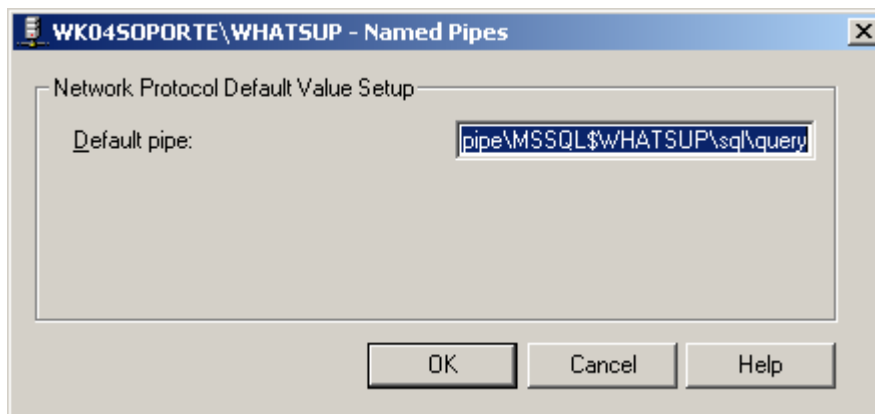 WK04SOPORTE\WHATSUP - Named Pipes
Network Protocol Default Value Setup
Default pipe: pipe\MSSQL$WHATSUP\sql\query
OK Cancel Help